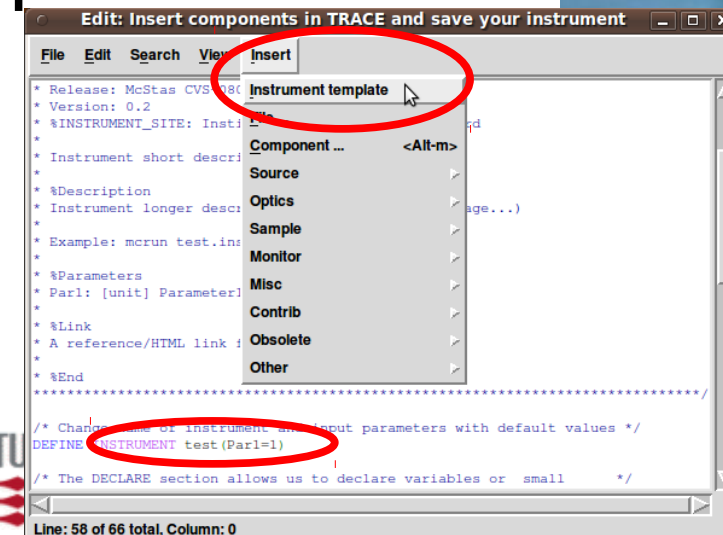 Edit: Insert components in TRACE and save your instrument
File Edit Search View Insert
* Release: McStas CVS-080
* Version: 0.2
* %INSTRUMENT_SITE: Insti
*
* Instrument short descri
*
* %Description
* Instrument longer descr age...)
*
* Example: mcrun test.ins
*
* %Parameters
* Par1: [unit] Parameter1
*
* %Link
* A reference/HTML link f
*
* %End
Instrument template
File
Component ... <Alt-m>
Source
Optics
Sample
Monitor
Misc
Contrib
Obsolete
Other
/* Change name of instrument and input parameters with default values */
DEFINE INSTRUMENT test(Par1=1)
/* The DECLARE section allows us to declare variables or small */
Line: 58 of 66 total, Column: 0